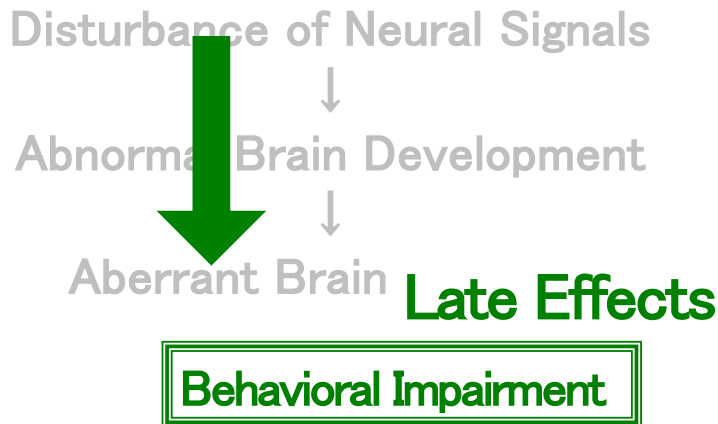 Disturbance of Neural Signals
↓
Abnormal Brain Development
↓
Aberrant Brain
Late Effects
Behavioral Impairment